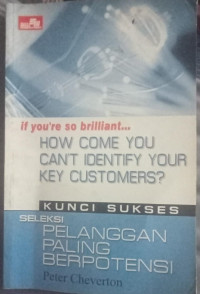 If you're so brilliant...
HOW COME YOU
CAN'T IDENTIFY YOUR
KEY CUSTOMERS?
KUNCI SUKSES
SELEKSI
PELANGGAN
PALING
BERPOTENSI
Peter Cheverton